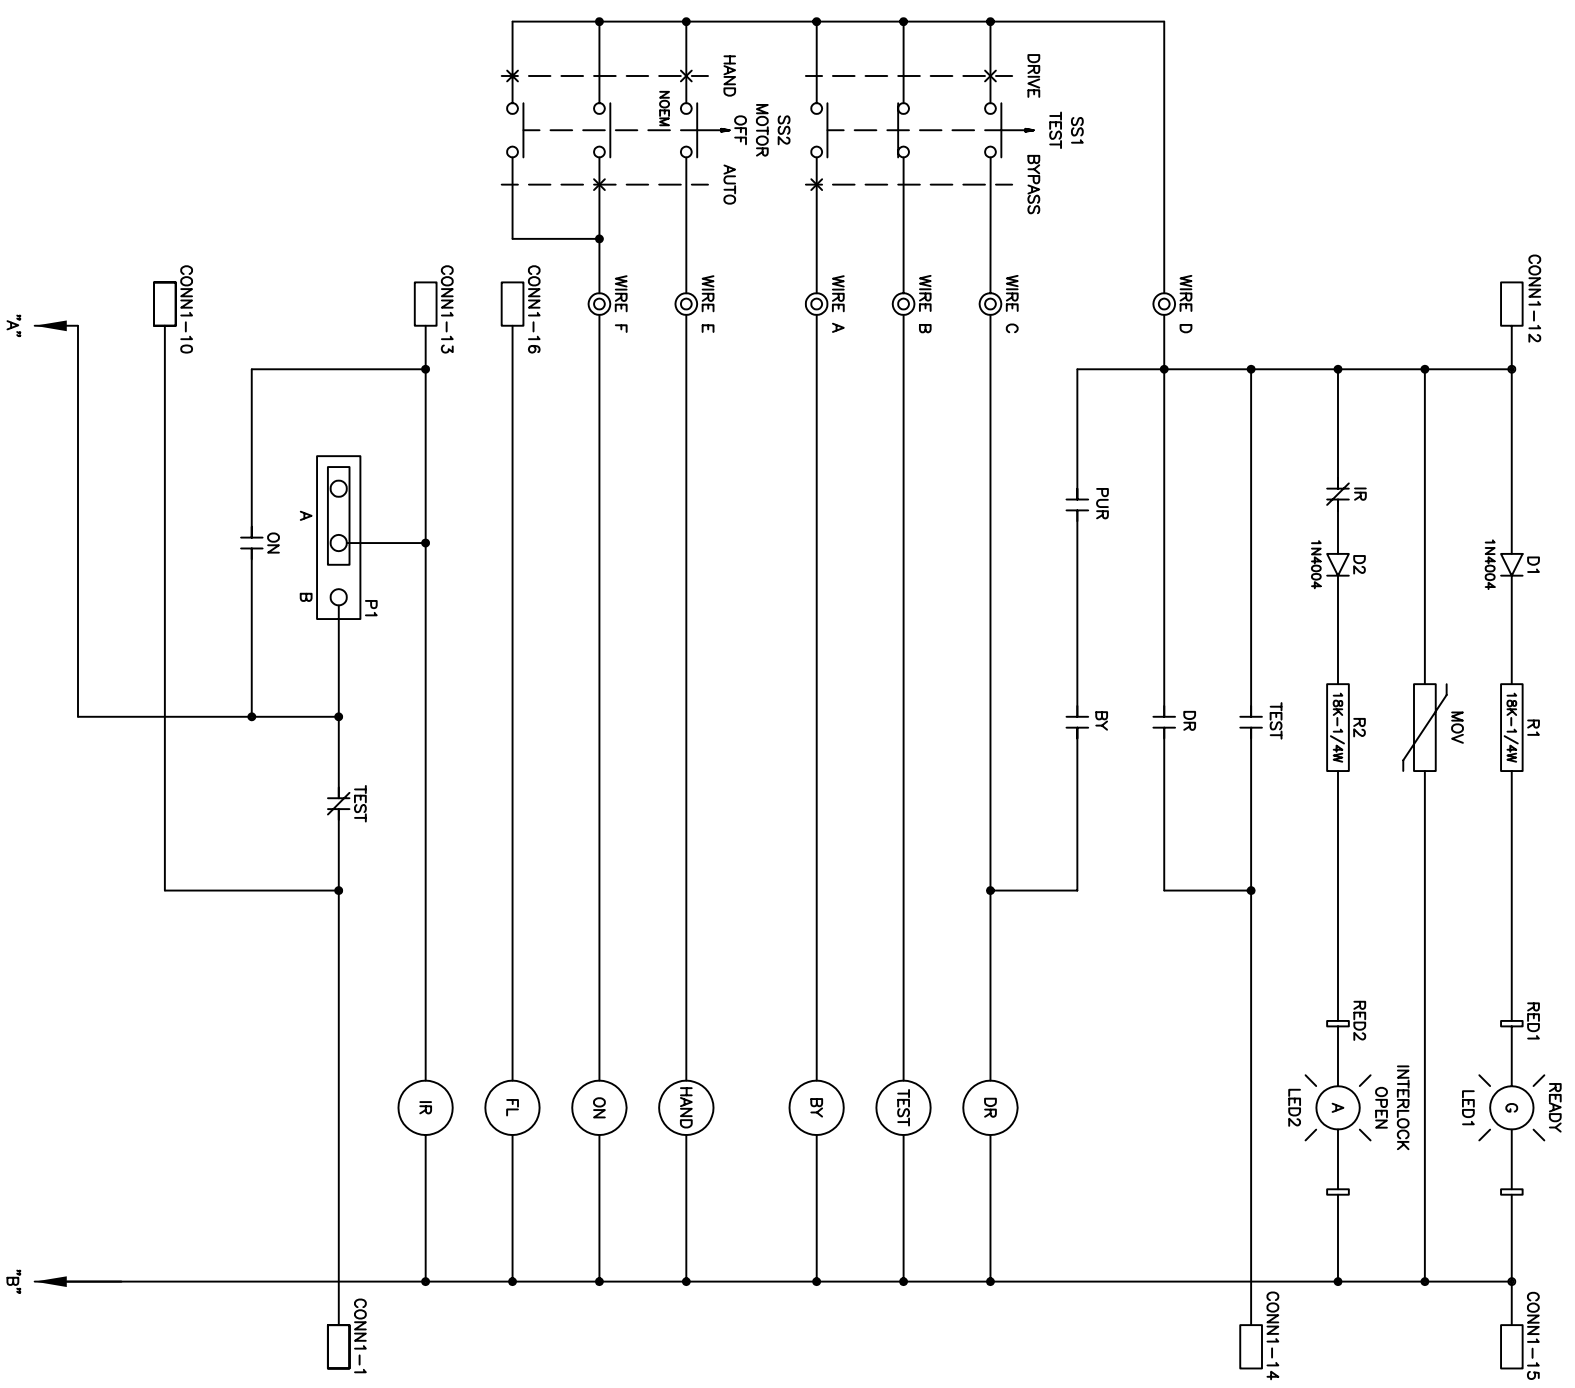 CONN1-12
D1
1N4004
R1
18K-1/4W
RED1
READY
G
LED1
CONN1-15
MOV
IR
D2
1N4004
R2
18K-1/4W
RED2
INTERLOCK
OPEN
A
LED2
TEST
CONN1-14
WIRE D
DR
PUR
BY
SS1
TEST
DRIVE
BYPASS
WIRE C
DR
WIRE B
TEST
WIRE A
BY
SS2
MOTOR
OFF
HAND
AUTO
NOEM
WIRE E
HAND
WIRE F
ON
CONN1-16
FL
CONN1-13
IR
P1
A
B
TEST
CONN1-1
ON
CONN1-10
"A"
"B"